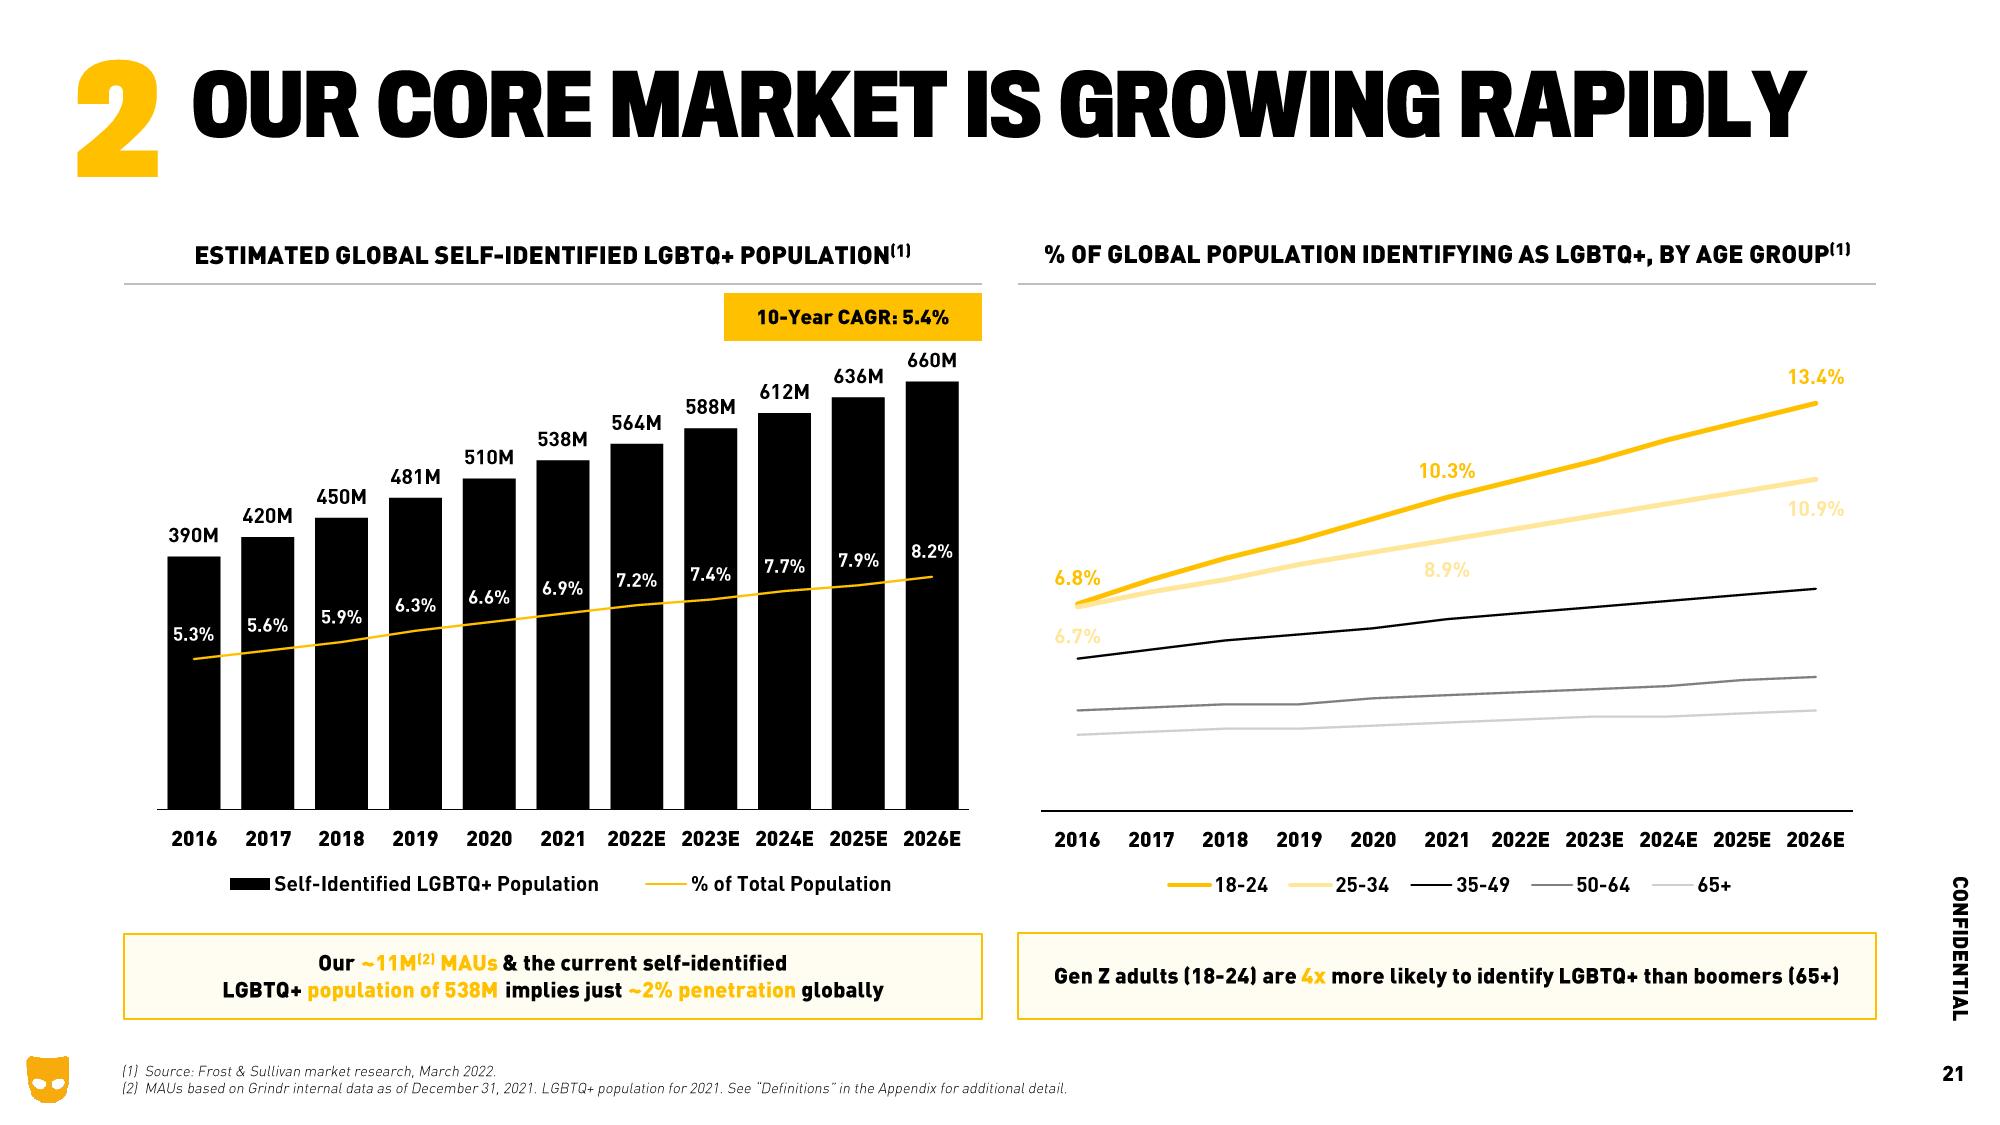 2 OUR CORE MARKET IS GROWING RAPIDLY
ESTIMATED GLOBAL SELF-IDENTIFIED LGBTQ+ POPULATION(1)
10-Year CAGR: 5.4%
390M 420M 450M 481M 510M 538M 564M 588M 612M 636M 660M
5.3% 5.6% 5.9% 6.3% 6.6% 6.9% 7.2% 7.4% 7.7% 7.9% 8.2%
2016 2017 2018 2019 2020 2021 2022E 2023E 2024E 2025E 2026E
Self-Identified LGBTQ+ Population % of Total Population
Our ~11M(2) MAUs & the current self-identified
LGBTQ+ population of 538M implies just ~2% penetration globally
% OF GLOBAL POPULATION IDENTIFYING AS LGBTQ+, BY AGE GROUP(1)
6.8% 10.3% 13.4%
6.7% 8.9% 10.9%
2016 2017 2018 2019 2020 2021 2022E 2023E 2024E 2025E 2026E
18-24 25-34 35-49 50-64 65+
Gen Z adults (18-24) are 4x more likely to identify LGBTQ+ than boomers (65+)
CONFIDENTIAL
(1) Source: Frost & Sullivan market research, March 2022.
(2) MAUs based on Grindr internal data as of December 31, 2021. LGBTQ+ population for 2021. See "Definitions" in the Appendix for additional detail.
21